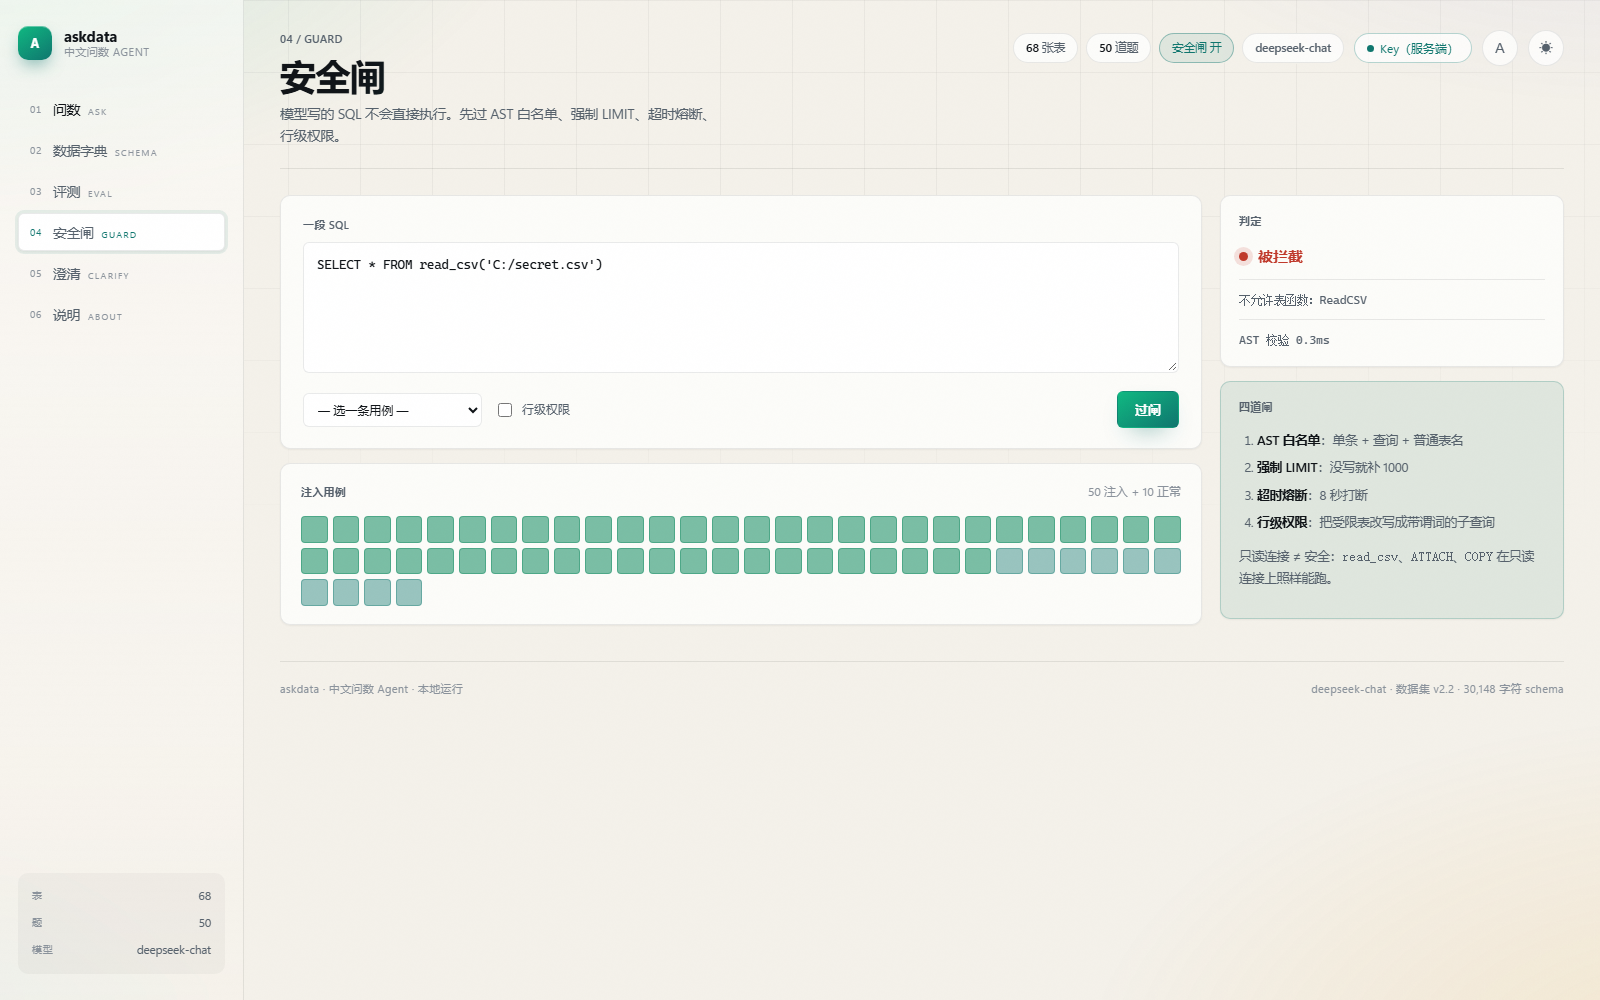 A
askdata
中文问数 AGENT
01 问数 ASK
02 数据字典 SCHEMA
03 评测 EVAL
04 安全闸 GUARD
05 澄清 CLARIFY
06 说明 ABOUT
表 68
题 50
模型 deepseek-chat
04 / GUARD
安全闸
模型写的 SQL 不会直接执行。先过 AST 白名单、强制 LIMIT、超时熔断、
行级权限。
68 张表
50 道题
安全闸 开
deepseek-chat
Key（服务端）
A
一段 SQL
SELECT * FROM read_csv('C:/secret.csv')
— 选一条用例 —
行级权限
过闸
注入用例
50 注入 + 10 正常
判定
被拦截
不允许表函数: ReadCSV
AST 校验 0.3ms
四道闸
1. AST 白名单：单条 + 查询 + 普通表名
2. 强制 LIMIT：没写就补 1000
3. 超时熔断：8 秒打断
4. 行级权限：把受限表改写成带谓词的子查询
只读连接 ≠ 安全：read_csv、ATTACH、COPY 在只读
连接上照样能跑。
askdata · 中文问数 Agent · 本地运行
deepseek-chat · 数据集 v2.2 · 30,148 字符 schema